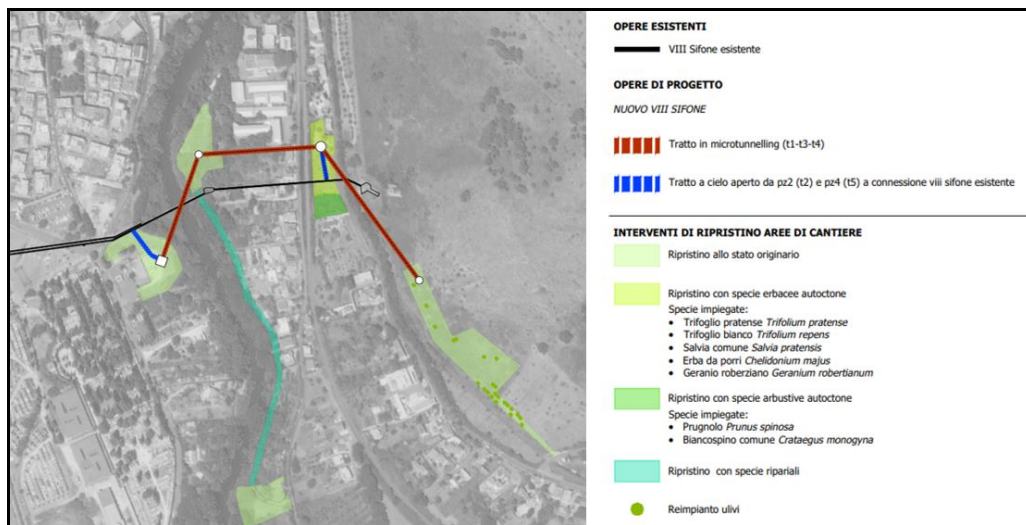 OPERE ESISTENTI
VIII Sifone esistente
OPERE DI PROGETTO
NUOVO VIII SIFONE
Tratto in microtunnelling (t1-t3-t4)
Tratto a cielo aperto da pz2 (t2) e pz4 (t5) a connessione viii sifone esistente
INTERVENTI DI RIPRISTINO AREE DI CANTIERE
Ripristino allo stato originario
Ripristino con specie erbacee autoctone
Specie impiegate:
• Trifoglio pratense Trifolium pratense
• Trifoglio bianco Trifolium repens
• Salvia comune Salvia pratensis
• Erba da porri Chelidonium majus
• Geranio roberziano Geranium robertianum
Ripristino con specie arbustive autoctone
Specie impiegate:
• Prugnolo Prunus spinosa
• Biancospino comune Crataegus monogyna
Ripristino con specie ripariali
Reimpianto ulivi